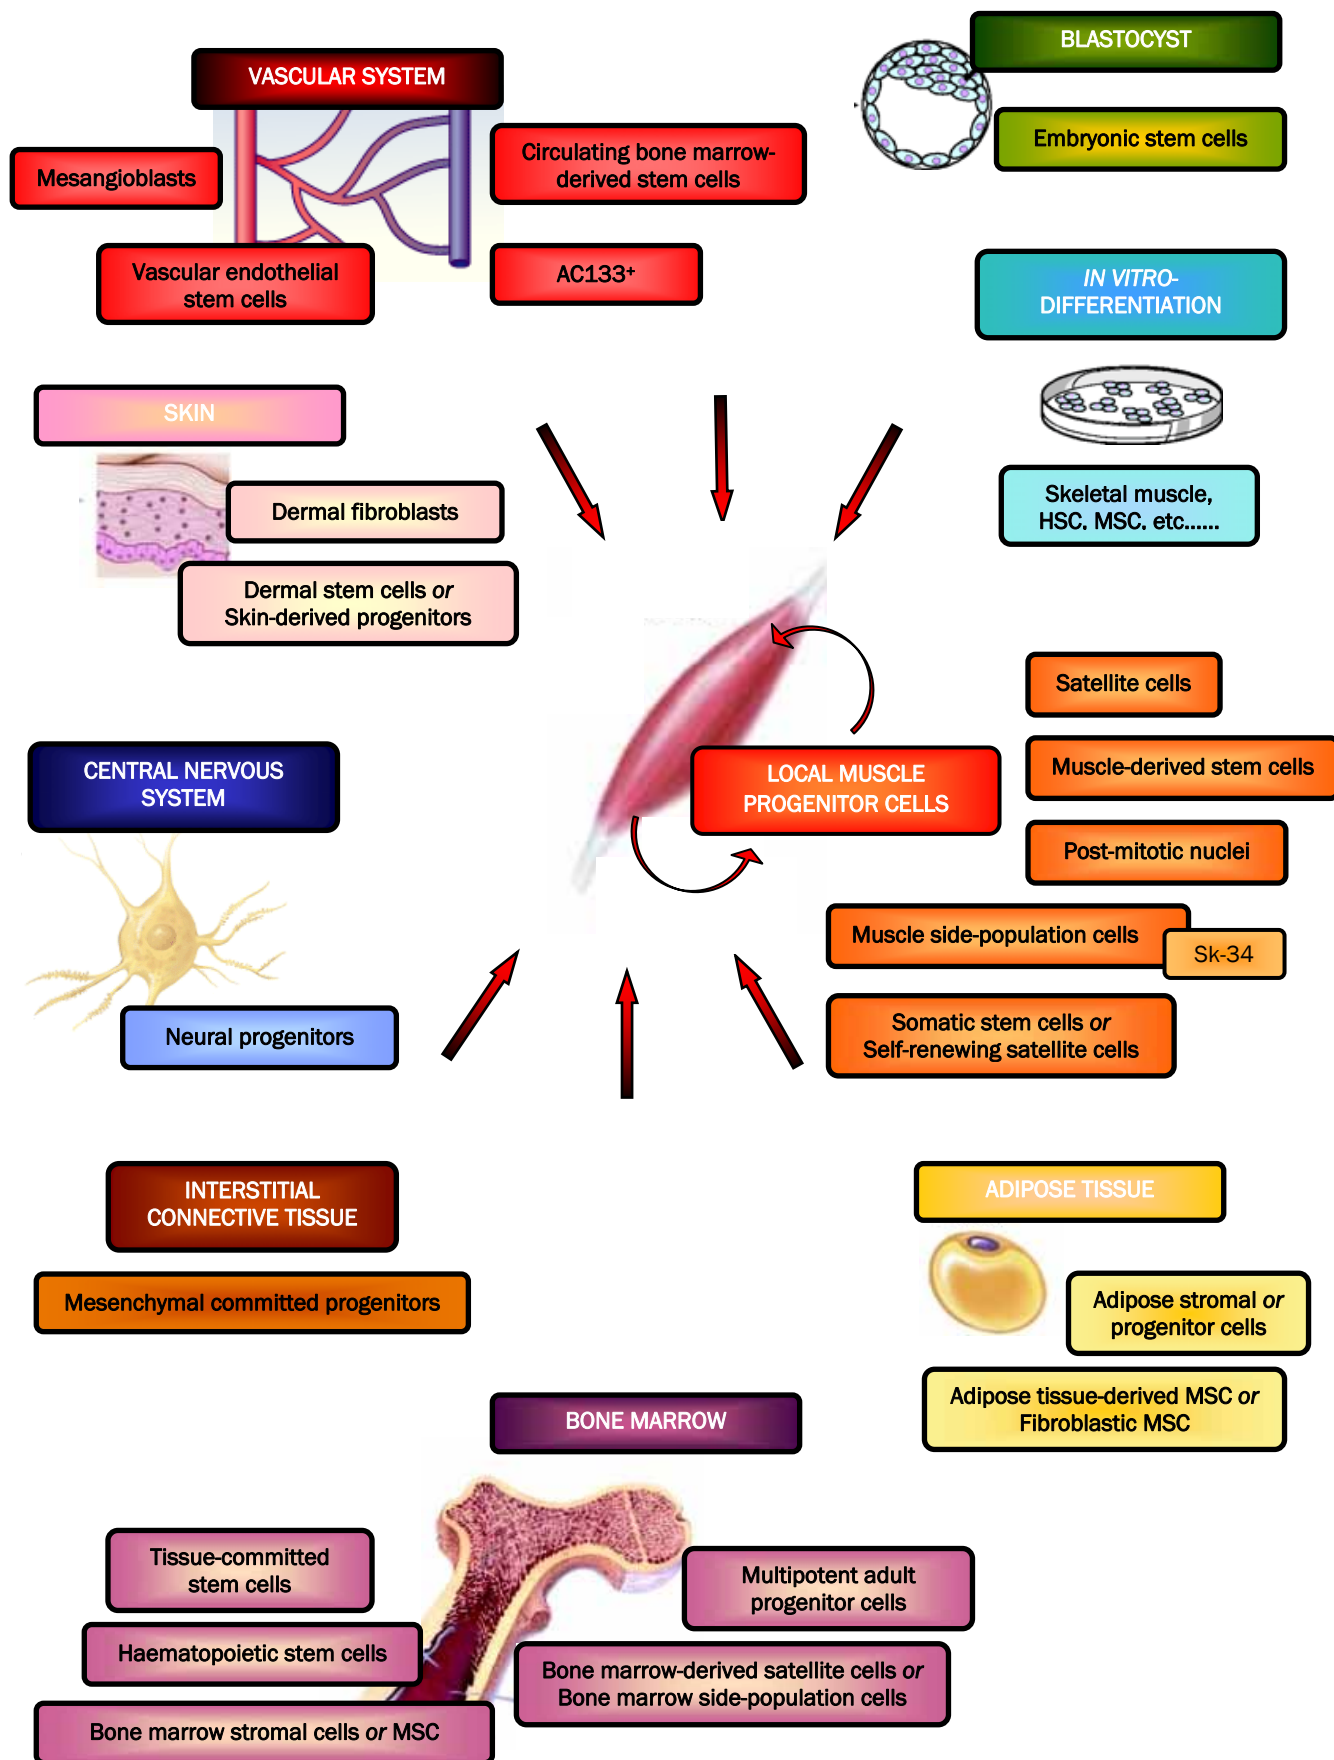 BLASTOCYST
VASCULAR SYSTEM
Embryonic stem cells
Circulating bone marrow-
derived stem cells
Mesangioblasts
Vascular endothelial
stem cells
AC133⁺
IN VITRO-
DIFFERENTIATION
SKIN
Skeletal muscle,
HSC. MSC. etc......
Dermal fibroblasts
Dermal stem cells or
Skin-derived progenitors
Satellite cells
CENTRAL NERVOUS
SYSTEM
LOCAL MUSCLE
PROGENITOR CELLS
Muscle-derived stem cells
Post-mitotic nuclei
Muscle side-population cells
Sk-34
Neural progenitors
Somatic stem cells or
Self-renewing satellite cells
INTERSTITIAL
CONNECTIVE TISSUE
ADIPOSE TISSUE
Mesenchymal committed progenitors
Adipose stromal or
progenitor cells
Adipose tissue-derived MSC or
Fibroblastic MSC
BONE MARROW
Tissue-committed
stem cells
Multipotent adult
progenitor cells
Haematopoietic stem cells
Bone marrow-derived satellite cells or
Bone marrow side-population cells
Bone marrow stromal cells or MSC